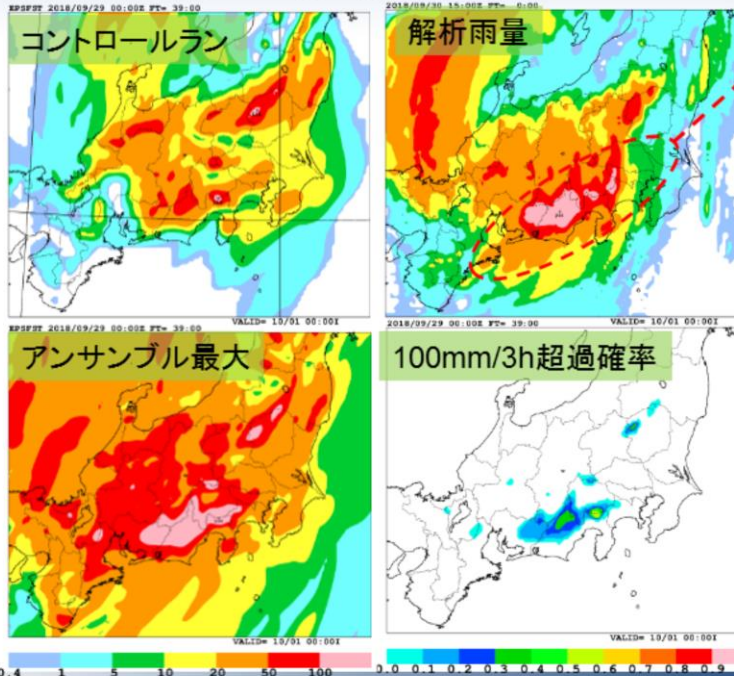 EPSFST 2018/09/29 00:00Z FT= 39:00
コントロールラン
VALID= 10/01 00:00I
2018/09/30 15:00Z FT= 0:00
解析雨量
VALID= 10/01 00:00I
EPSFST 2018/09/29 00:00Z FT= 39:00
アンサンブル最大
VALID= 10/01 00:00I
2018/09/29 00:00Z FT= 39:00
100mm/3h超過確率
VALID= 10/01 00:00I
0.4 1 5 10 20 50 100
0.0 0.1 0.2 0.3 0.4 0.5 0.6 0.7 0.8 0.9